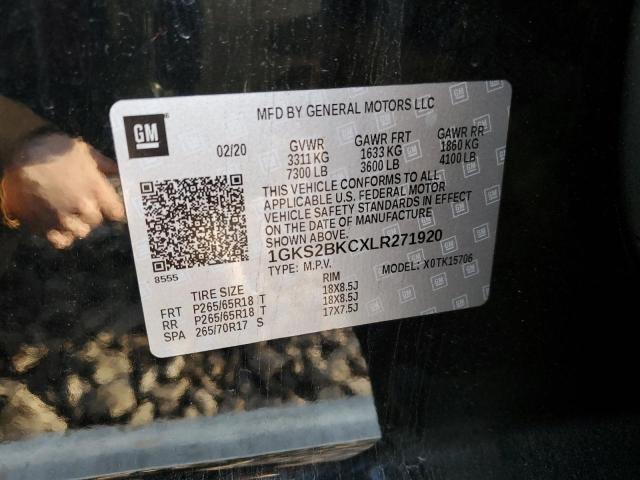 MFD BY GENERAL MOTORS LLC
GM
02/20 GVWR GAWR FRT GAWR RR
3311 KG 1633 KG 1860 KG
7300 LB 3600 LB 4100 LB
THIS VEHICLE CONFORMS TO ALL
APPLICABLE U.S. FEDERAL MOTOR
VEHICLE SAFETY STANDARDS IN EFFECT
ON THE DATE OF MANUFACTURE
SHOWN ABOVE.
1GKS2BKCXLR271920
8555
TYPE: M.P.V. MODEL: X0TK15706
TIRE SIZE RIM
FRT P265/65R18 T 18X8.5J
RR P265/65R18 T 18X8.5J
SPA 265/70R17 S 17X7.5J